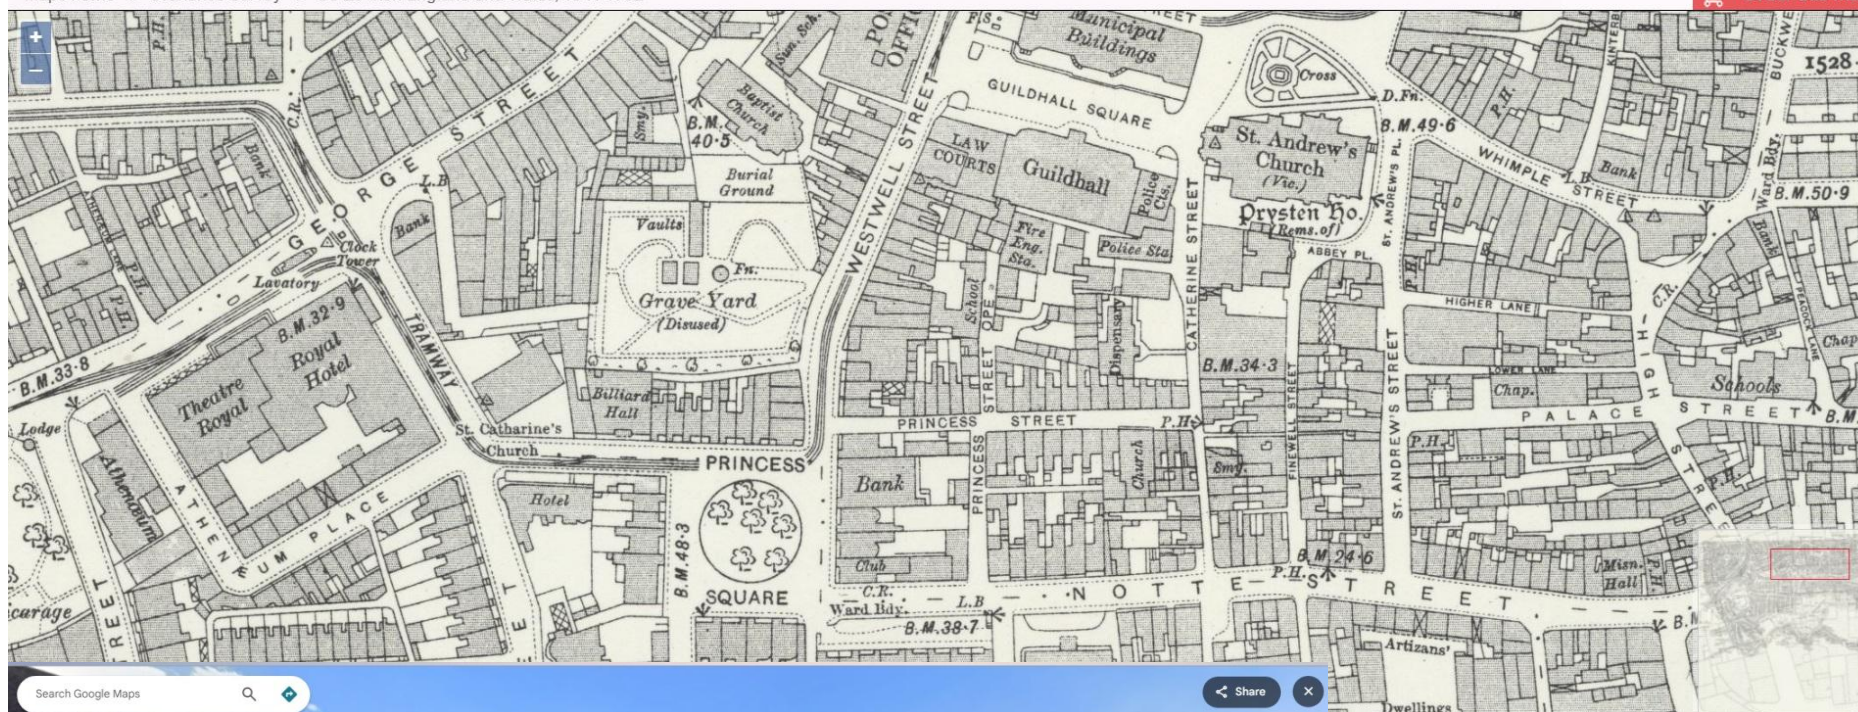 +
–
P.H.
C.R.
Bank
GEORGE STREET
L.B
Bank
Smy.
Sun. Sch.
POST
OFFICE
Baptist
Church
B.M.
40·5
Burial
Ground
Vaults
Fn.
Grave Yard
(Disused)
WESTWELL STREET
F.S.
STREET
Municipal
Buildings
GUILDHALL SQUARE
LAW
COURTS
Guildhall
Police
Cts.
Fire
Eng.
Sta.
Police Sta
School
Dispensary
CATHERINE STREET
Cross
D.Fn.
St. Andrew's
Church
(Vic.)
B.M.49·6
ST. ANDREW'S PL.
Prysten Ho.
(Rems.of)
ABBEY PL.
P.H.
WHIMPLE STREET
L.B
Bank
P.H.
1528
Ward Bdy.
B.M.50·9
Bank
PEACOCK LANE
Chap
C.R.
HIGHER LANE
LOWER LANE
Chap.
Schools
HIGH STREET
PALACE STREET
B.M.
P.H.
P.H.
P.H.
Clock
Tower
Lavatory
B.M.32·9
Royal
Hotel
Theatre
Royal
TRAMWAY
B.M.33·8
Lodge
Athenæum
ATHENÆUM PLACE
St. Catharine's
Church
Billiard
Hall
Hotel
PRINCESS
SQUARE
B.M.48·3
PRINCESS STREET
PRINCESS
STREET OPE
Bank
Church
Club
P.H.
Smy.
B.M.34·3
FINEWELL STREET
ST. ANDREW'S STREET
P.H.
B.M.24·6
P.H.
Misn.
Hall
P.H.
C.R.
Ward Bdy.
L.B
B.M.38·7
NOTTE STREET
carage
REET
ET
Artizans'
Dwellings
Search Google Maps
Share